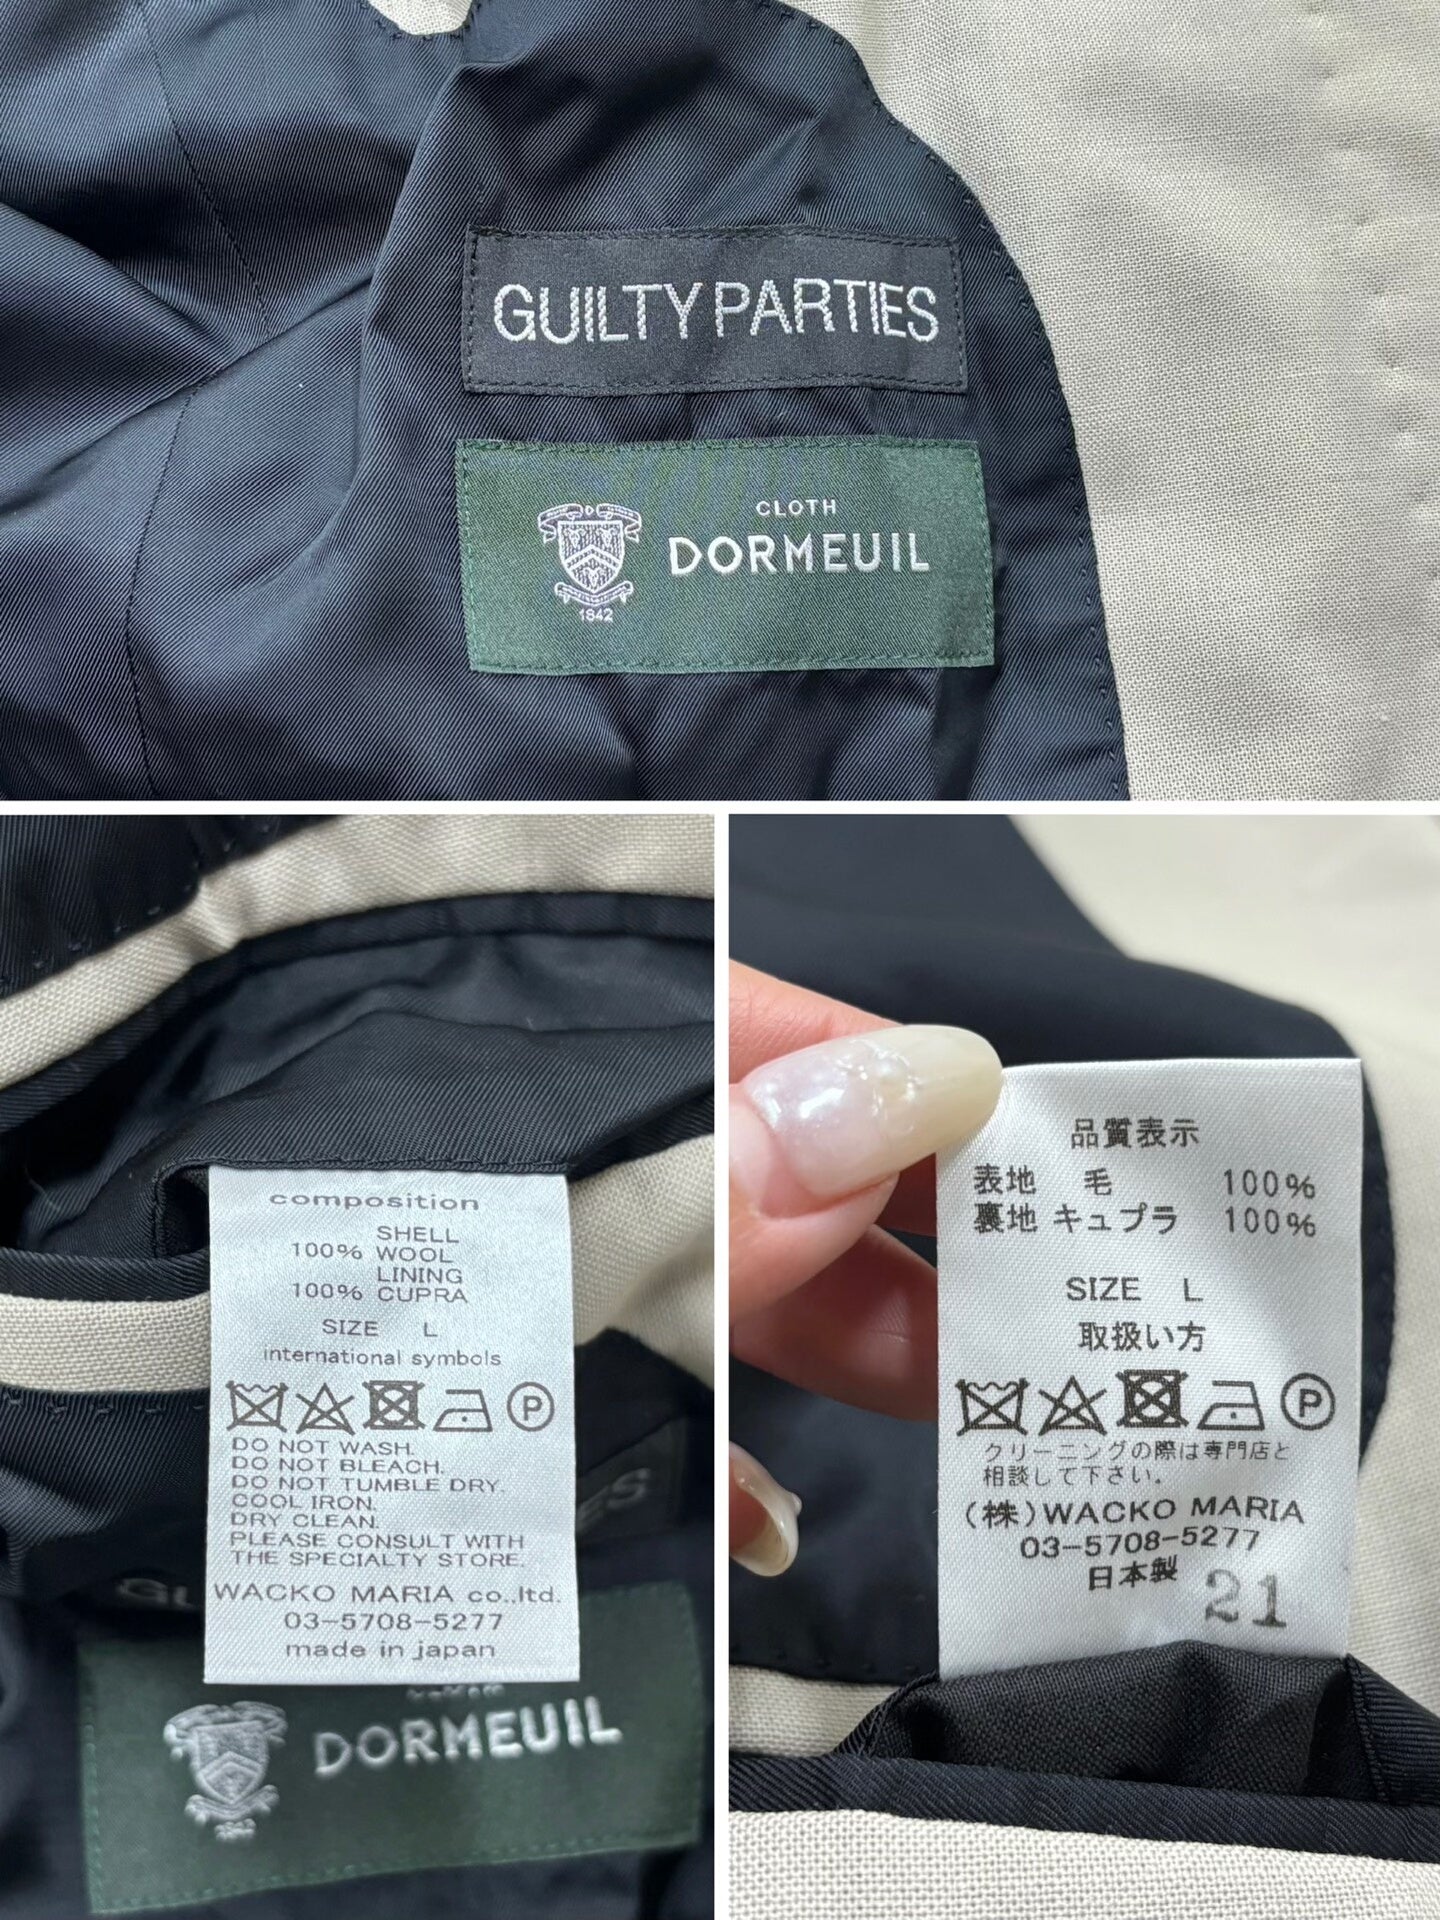 GUILTY PARTIES
CLOTH
DORMEUIL
1842
composition
SHELL
100% WOOL
LINING
100% CUPRA
SIZE L
international symbols
P
DO NOT WASH.
DO NOT BLEACH.
DO NOT TUMBLE DRY.
COOL IRON.
DRY CLEAN.
PLEASE CONSULT WITH
THE SPECIALTY STORE.
WACKO MARIA co.,ltd.
03-5708-5277
made in japan
DORMEUIL
品質表示
表地 毛 100%
裏地 キュプラ 100%
SIZE L
取扱い方
P
クリーニングの際は専門店と
相談して下さい。
(株)WACKO MARIA
03-5708-5277
日本製
21